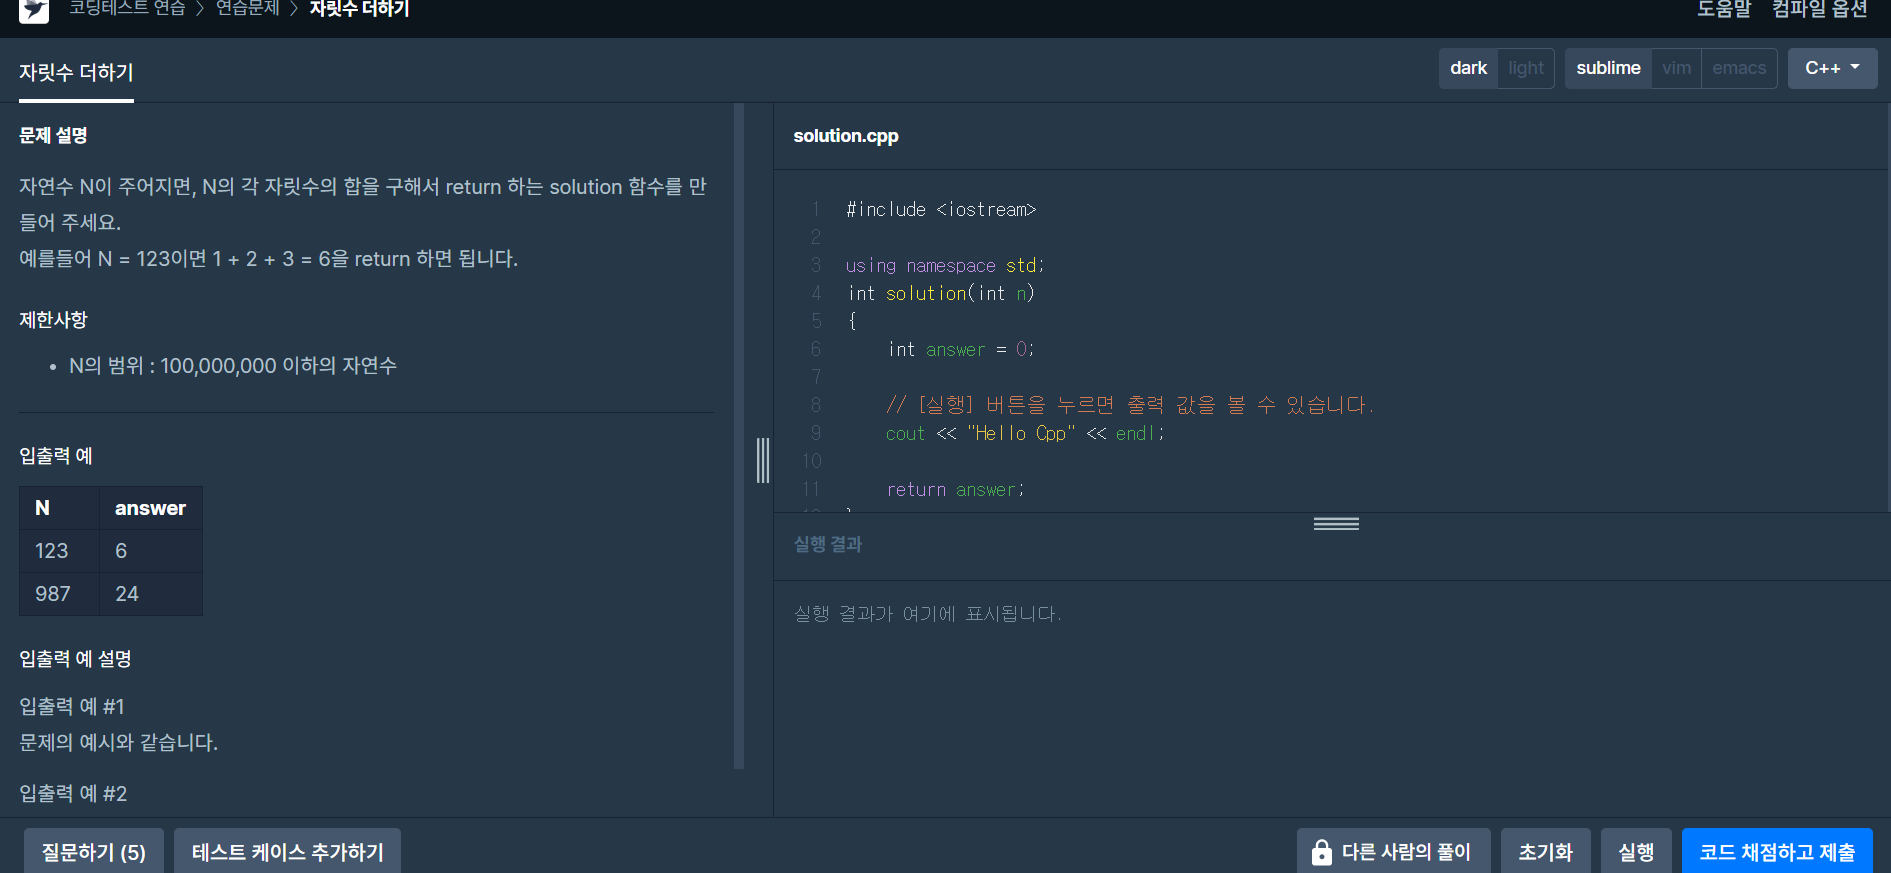 코딩테스트 연습 > 연습문제 > 자릿수 더하기
도움말 컴파일 옵션
자릿수 더하기
dark light sublime vim emacs C++
문제 설명
자연수 N이 주어지면, N의 각 자릿수의 합을 구해서 return 하는 solution 함수를 만
들어 주세요.
예를들어 N = 123이면 1 + 2 + 3 = 6을 return 하면 됩니다.
제한사항
• N의 범위 : 100,000,000 이하의 자연수
입출력 예
N answer
123 6
987 24
입출력 예 설명
입출력 예 #1
문제의 예시와 같습니다.
입출력 예 #2
solution.cpp
1 #include <iostream>
2
3 using namespace std;
4 int solution(int n)
5 {
6 int answer = 0;
7
8 // [실행] 버튼을 누르면 출력 값을 볼 수 있습니다.
9 cout << "Hello Cpp" << endl;
10
11 return answer;
실행 결과
실행 결과가 여기에 표시됩니다.
질문하기 (5) 테스트 케이스 추가하기
다른 사람의 풀이 초기화 실행 코드 채점하고 제출